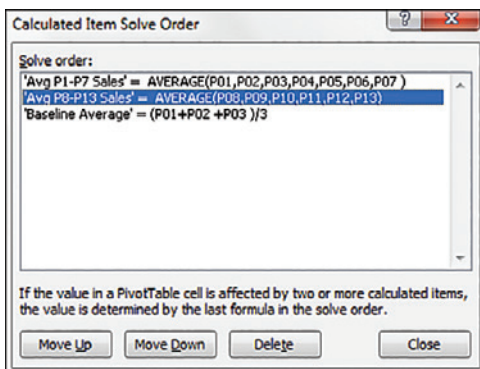 Calculated Item Solve Order
Solve order:
'Avg P1-P7 Sales' = AVERAGE(P01,P02,P03,P04,P05,P06,P07 )
'Avg P8-P13 Sales' = AVERAGE(P08,P09,P10,P11,P12,P13)
'Baseline Average' = (P01+P02 +P03 )/3
If the value in a PivotTable cell is affected by two or more calculated items,
the value is determined by the last formula in the solve order.
Move Up Move Down Delete Close